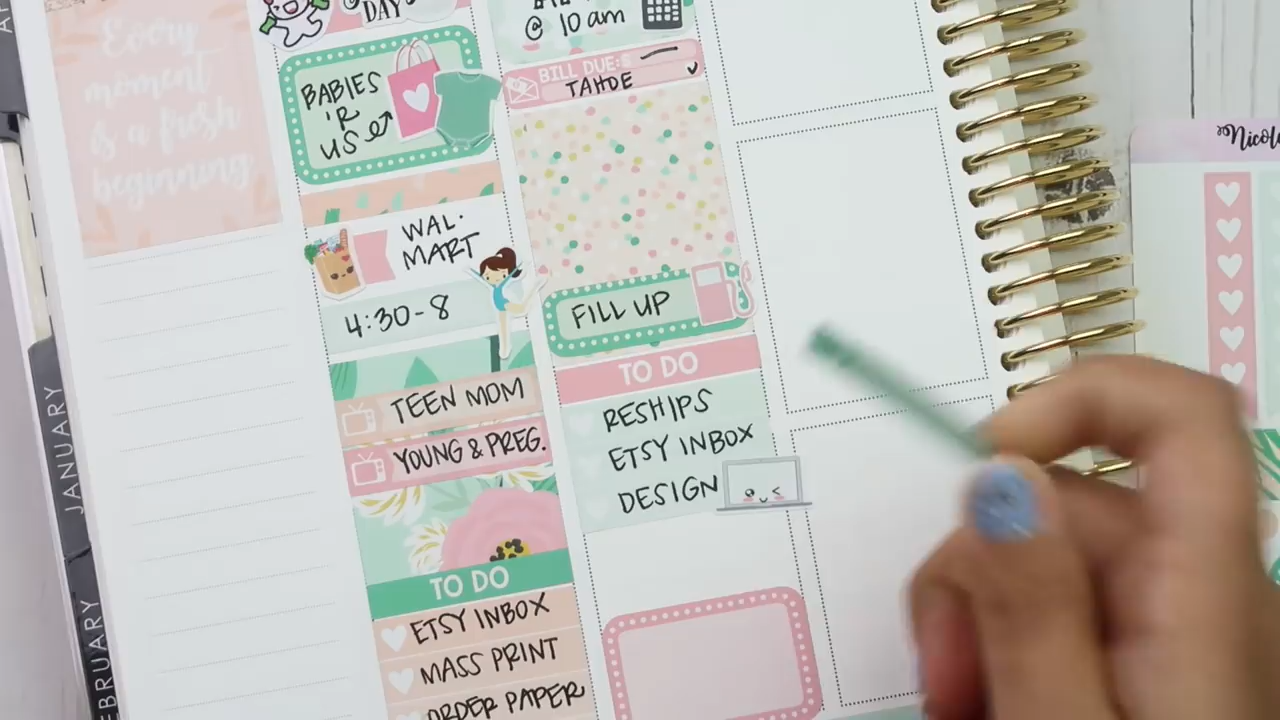 Every
moment
is a fresh
beginning
DAY
BABIES
'R
US
WAL-
MART
4:30-8
TEEN MOM
YOUNG & PREG.
TO DO
ETSY INBOX
MASS PRINT
ORDER PAPER
@ 10 am
BILL DUE:
TAHOE
FILL UP
TO DO
RESHIPS
ETSY INBOX
DESIGN
JANUARY
FEBRUARY